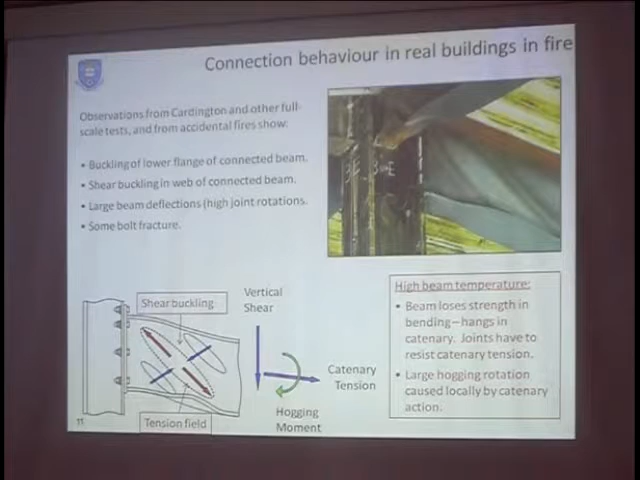 Connection behaviour in real buildings in fire
Observations from Cardington and other full-
scale tests, and from accidental fires show:
• Buckling of lower flange of connected beam.
• Shear buckling in web of connected beam.
• Large beam deflections (high joint rotations.
• Some bolt fracture.
Shear buckling
Tension field
Vertical
Shear
Catenary
Tension
Hogging
Moment
High beam temperature:
• Beam loses strength in
bending – hangs in
catenary. Joints have to
resist catenary tension.
• Large hogging rotation
caused locally by catenary
action.
11